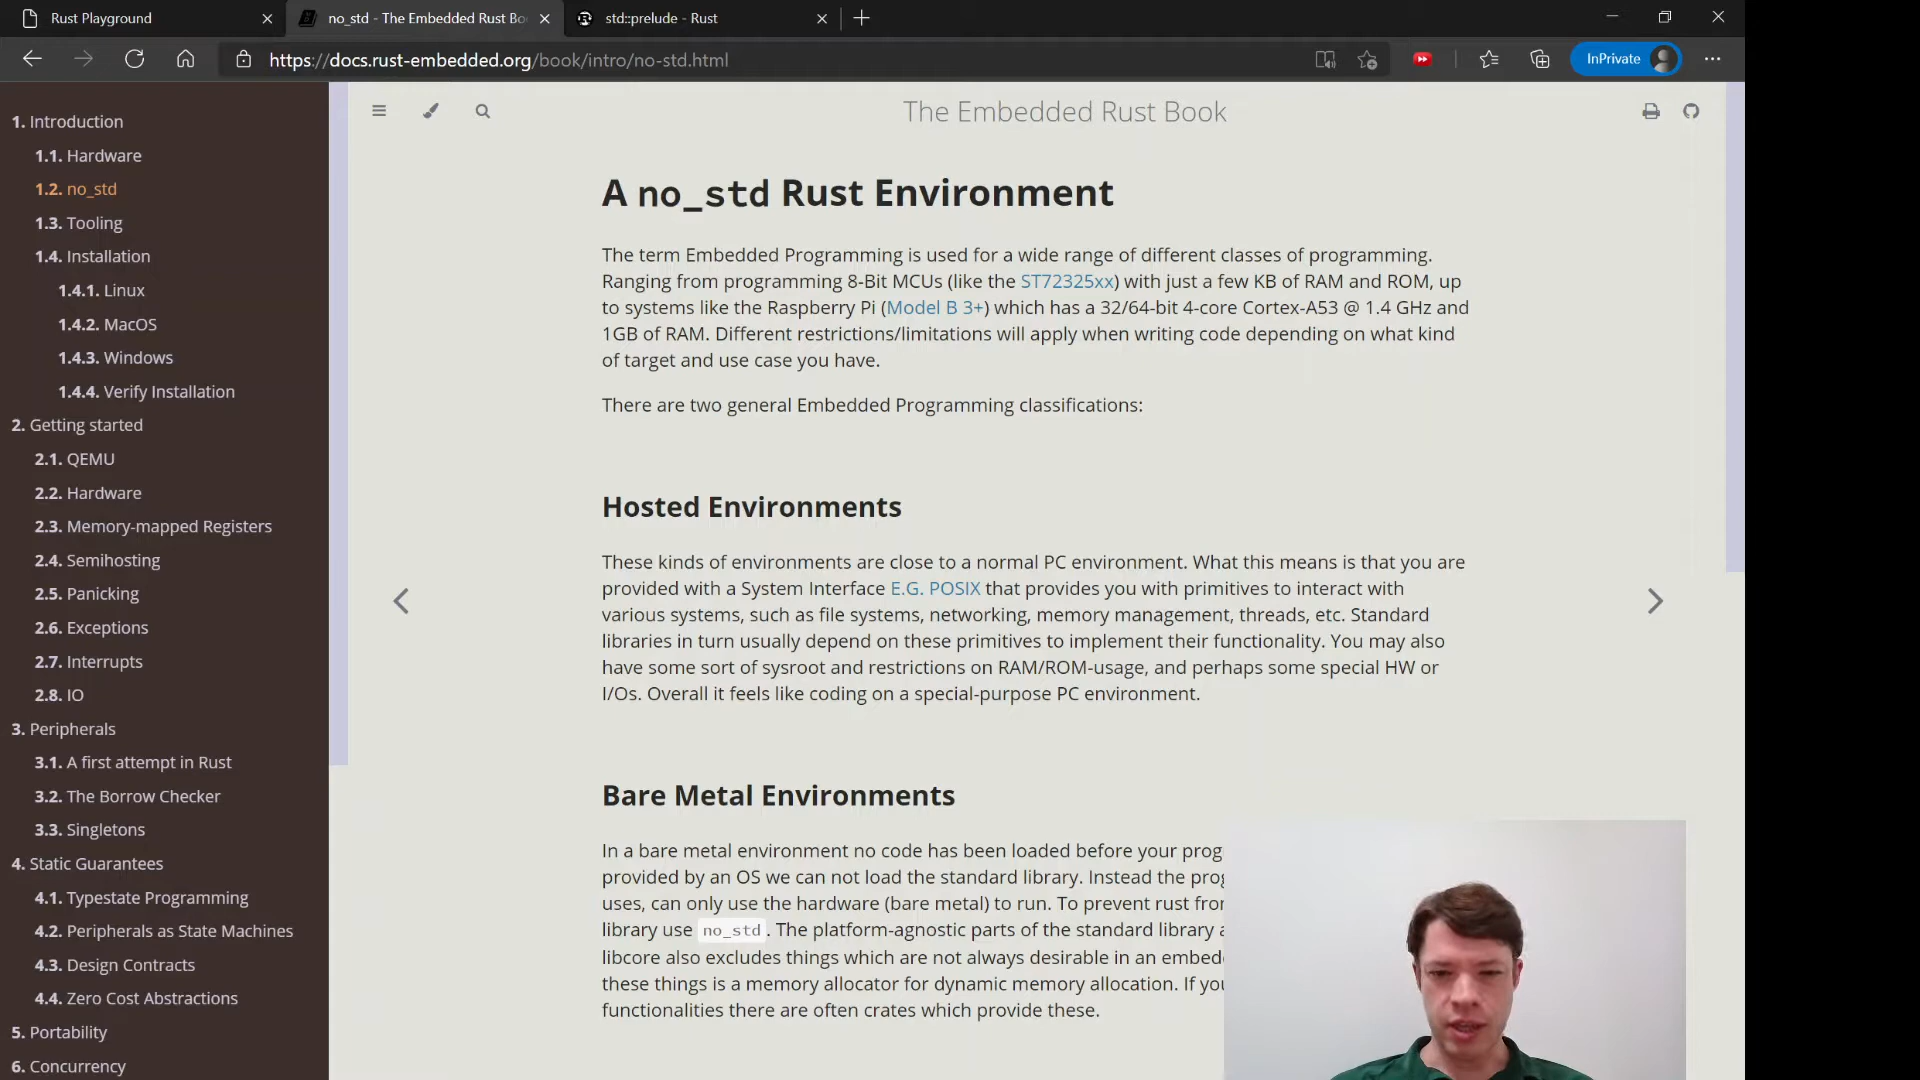 Rust Playground
no_std - The Embedded Rust Bo
std::prelude - Rust
https://docs.rust-embedded.org/book/intro/no-std.html
InPrivate
1. Introduction
1.1. Hardware
1.2. no_std
1.3. Tooling
1.4. Installation
1.4.1. Linux
1.4.2. MacOS
1.4.3. Windows
1.4.4. Verify Installation
2. Getting started
2.1. QEMU
2.2. Hardware
2.3. Memory-mapped Registers
2.4. Semihosting
2.5. Panicking
2.6. Exceptions
2.7. Interrupts
2.8. IO
3. Peripherals
3.1. A first attempt in Rust
3.2. The Borrow Checker
3.3. Singletons
4. Static Guarantees
4.1. Typestate Programming
4.2. Peripherals as State Machines
4.3. Design Contracts
4.4. Zero Cost Abstractions
5. Portability
6. Concurrency
The Embedded Rust Book
A no_std Rust Environment
The term Embedded Programming is used for a wide range of different classes of programming.
Ranging from programming 8-Bit MCUs (like the ST72325xx) with just a few KB of RAM and ROM, up
to systems like the Raspberry Pi (Model B 3+) which has a 32/64-bit 4-core Cortex-A53 @ 1.4 GHz and
1GB of RAM. Different restrictions/limitations will apply when writing code depending on what kind
of target and use case you have.
There are two general Embedded Programming classifications:
Hosted Environments
These kinds of environments are close to a normal PC environment. What this means is that you are
provided with a System Interface E.G. POSIX that provides you with primitives to interact with
various systems, such as file systems, networking, memory management, threads, etc. Standard
libraries in turn usually depend on these primitives to implement their functionality. You may also
have some sort of sysroot and restrictions on RAM/ROM-usage, and perhaps some special HW or
I/Os. Overall it feels like coding on a special-purpose PC environment.
Bare Metal Environments
In a bare metal environment no code has been loaded before your prog
provided by an OS we can not load the standard library. Instead the prog
uses, can only use the hardware (bare metal) to run. To prevent rust fron
library use no_std. The platform-agnostic parts of the standard library a
libcore also excludes things which are not always desirable in an embed
these things is a memory allocator for dynamic memory allocation. If you
functionalities there are often crates which provide these.